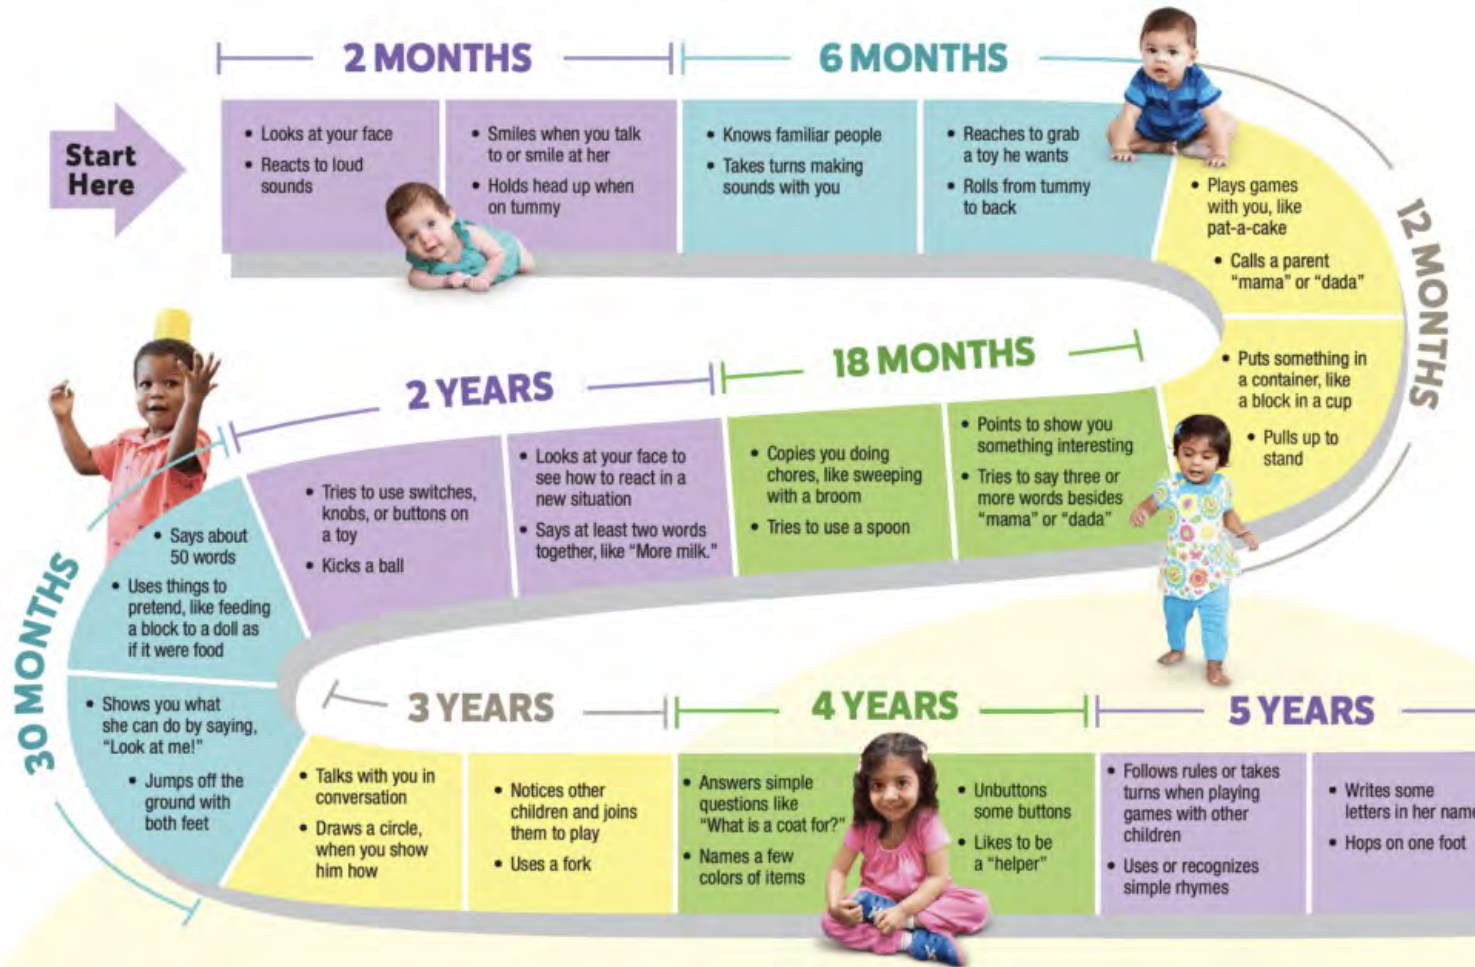 Start
Here
2 MONTHS
• Looks at your face
• Reacts to loud
sounds
• Smiles when you talk
to or smile at her
• Holds head up when
on tummy
6 MONTHS
• Knows familiar people
• Takes turns making
sounds with you
• Reaches to grab
a toy he wants
• Rolls from tummy
to back
12 MONTHS
• Plays games
with you, like
pat-a-cake
• Calls a parent
“mama” or “dada”
• Puts something in
a container, like
a block in a cup
• Pulls up to
stand
18 MONTHS
• Points to show you
something interesting
• Tries to say three or
more words besides
“mama” or “dada”
• Copies you doing
chores, like sweeping
with a broom
• Tries to use a spoon
2 YEARS
• Looks at your face to
see how to react in a
new situation
• Says at least two words
together, like “More milk.”
• Tries to use switches,
knobs, or buttons on
a toy
• Kicks a ball
30 MONTHS
• Says about
50 words
• Uses things to
pretend, like feeding
a block to a doll as
if it were food
• Shows you what
she can do by saying,
“Look at me!”
• Jumps off the
ground with
both feet
3 YEARS
• Talks with you in
conversation
• Draws a circle,
when you show
him how
• Notices other
children and joins
them to play
• Uses a fork
4 YEARS
• Answers simple
questions like
“What is a coat for?”
• Names a few
colors of items
• Unbuttons
some buttons
• Likes to be
a “helper”
5 YEARS
• Follows rules or takes
turns when playing
games with other
children
• Uses or recognizes
simple rhymes
• Writes some
letters in her name
• Hops on one foot